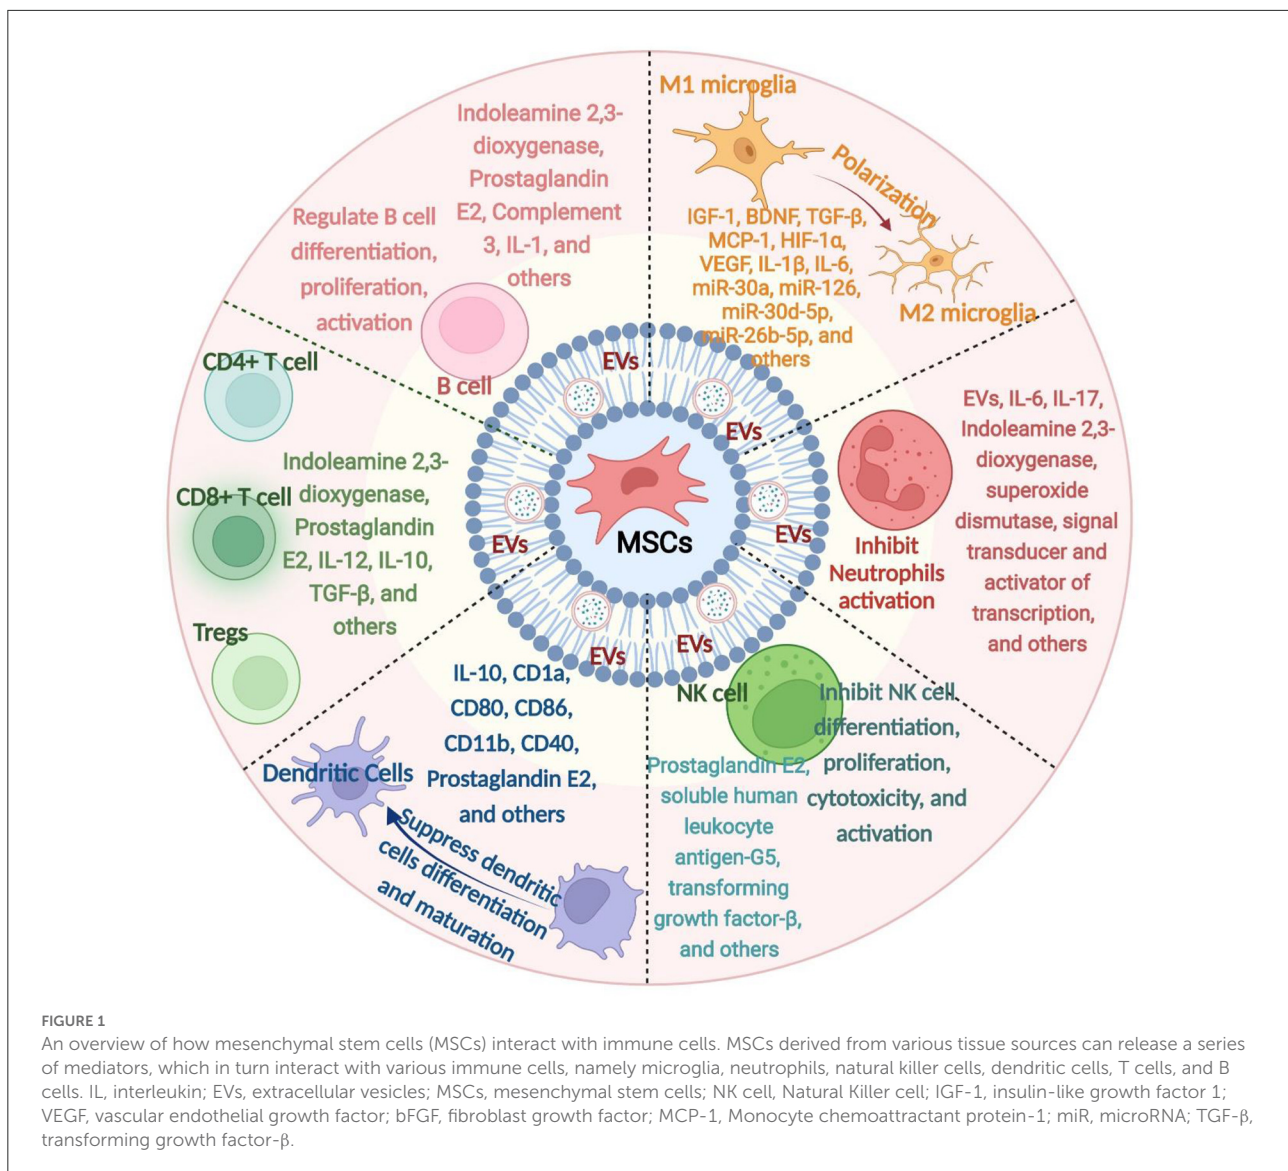 M1 microglia
Polarization
IGF-1, BDNF, TGF-β,
MCP-1, HIF-1α,
VEGF, IL-1β, IL-6,
miR-30a, miR-126,
miR-30d-5p,
miR-26b-5p, and
others
M2 microglia
Indoleamine 2,3-
dioxygenase,
Prostaglandin
E2, Complement
3, IL-1, and
others
Regulate B cell
differentiation,
proliferation,
activation
B cell
CD4+ T cell
CD8+ T cell
Tregs
Indoleamine 2,3-
dioxygenase,
Prostaglandin
E2, IL-12, IL-10,
TGF-β, and
others
EVs
EVs
EVs
EVs
EVs
EVs
MSCs
EVs, IL-6, IL-17,
Indoleamine 2,3-
dioxygenase,
superoxide
dismutase, signal
transducer and
activator of
transcription,
and others
Inhibit
Neutrophils
activation
NK cell
Inhibit NK cell
differentiation,
proliferation,
cytotoxicity, and
activation
Prostaglandin E2,
soluble human
leukocyte
antigen-G5,
transforming
growth factor-β,
and others
IL-10, CD1a,
CD80, CD86,
CD11b, CD40,
Prostaglandin E2,
and others
Dendritic Cells
Suppress dendritic
cells differentiation
and maturation
FIGURE 1
An overview of how mesenchymal stem cells (MSCs) interact with immune cells. MSCs derived from various tissue sources can release a series
of mediators, which in turn interact with various immune cells, namely microglia, neutrophils, natural killer cells, dendritic cells, T cells, and B
cells. IL, interleukin; EVs, extracellular vesicles; MSCs, mesenchymal stem cells; NK cell, Natural Killer cell; IGF-1, insulin-like growth factor 1;
VEGF, vascular endothelial growth factor; bFGF, fibroblast growth factor; MCP-1, Monocyte chemoattractant protein-1; miR, microRNA; TGF-β,
transforming growth factor-β.